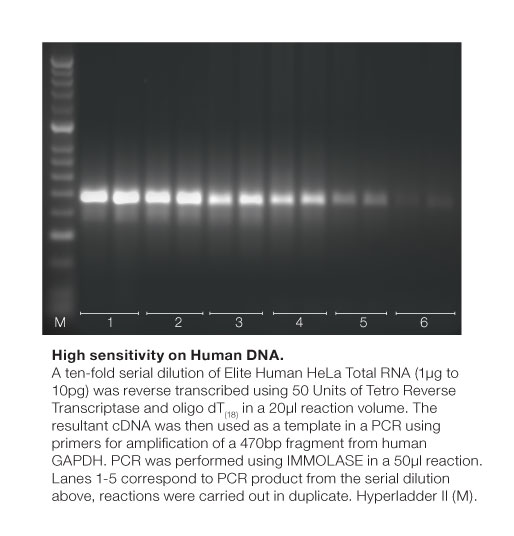 M 1 2 3 4 5 6
High sensitivity on Human DNA.
A ten-fold serial dilution of Elite Human HeLa Total RNA (1µg to
10pg) was reverse transcribed using 50 Units of Tetro Reverse
Transcriptase and oligo dT(18) in a 20µl reaction volume. The
resultant cDNA was then used as a template in a PCR using
primers for amplification of a 470bp fragment from human
GAPDH. PCR was performed using IMMOLASE in a 50µl reaction.
Lanes 1-5 correspond to PCR product from the serial dilution
above, reactions were carried out in duplicate. Hyperladder II (M).